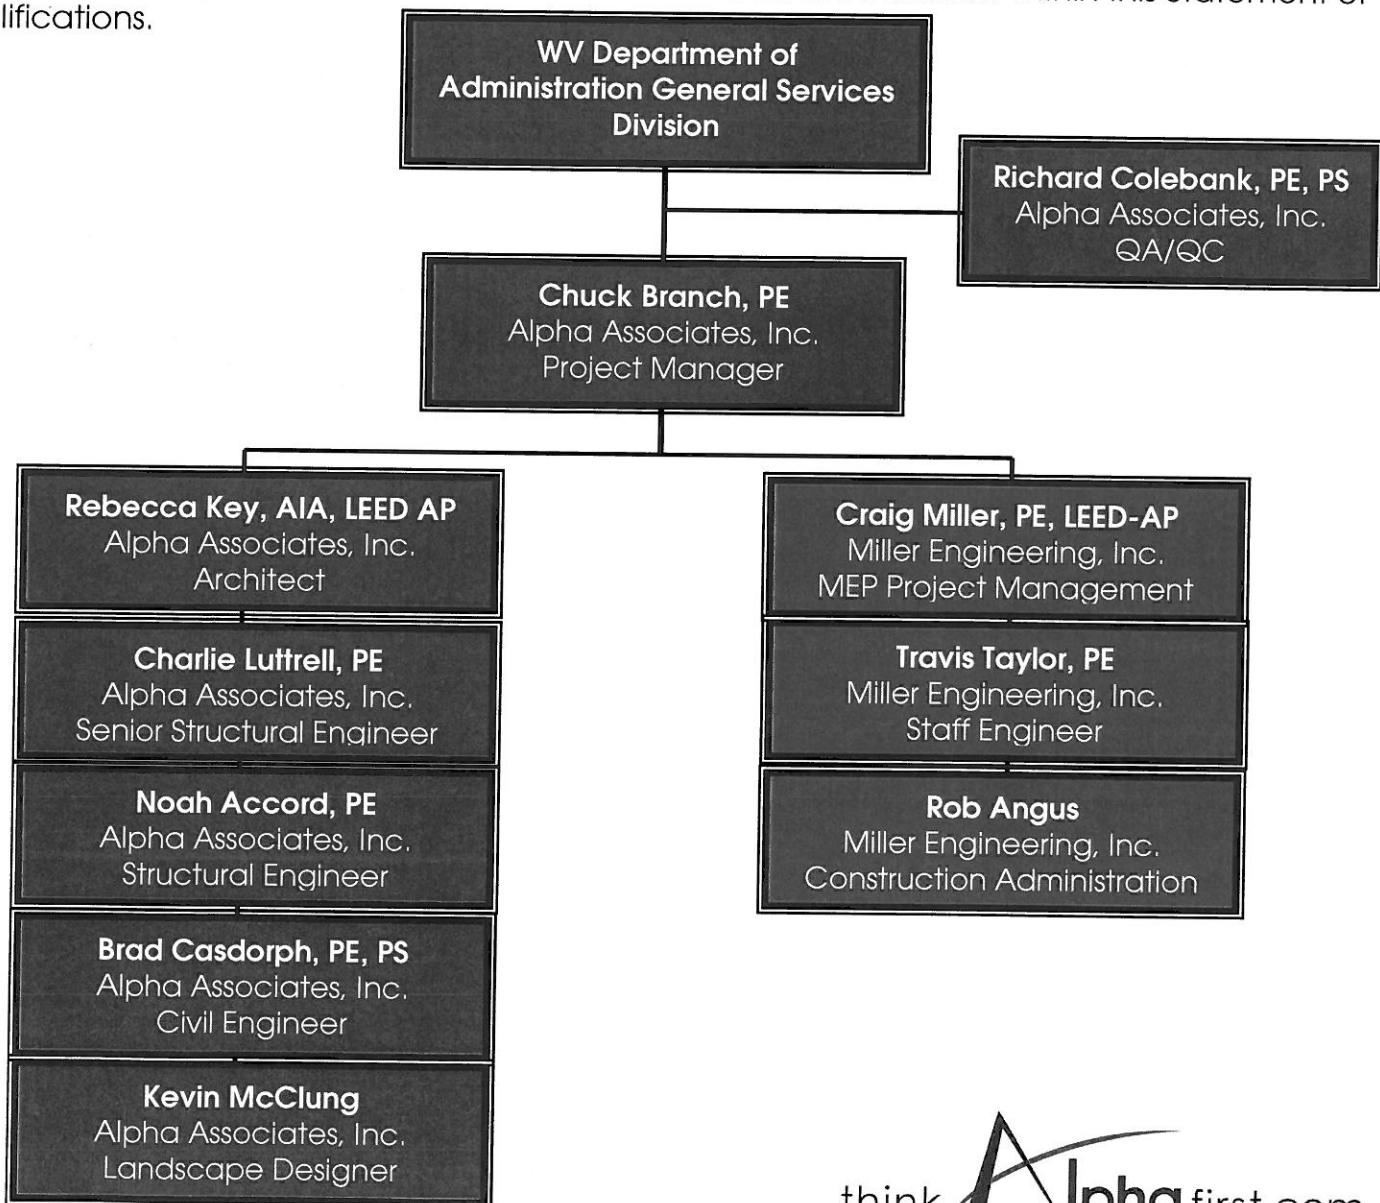 this Statement of
lifications.
WV Department of
Administration General Services
Division
Richard Colebank, PE, PS
Alpha Associates, Inc.
QA/QC
Chuck Branch, PE
Alpha Associates, Inc.
Project Manager
Rebecca Key, AIA, LEED AP
Alpha Associates, Inc.
Architect
Charlie Luttrell, PE
Alpha Associates, Inc.
Senior Structural Engineer
Noah Accord, PE
Alpha Associates, Inc.
Structural Engineer
Brad Casdorph, PE, PS
Alpha Associates, Inc.
Civil Engineer
Kevin McClung
Alpha Associates, Inc.
Landscape Designer
Craig Miller, PE, LEED-AP
Miller Engineering, Inc.
MEP Project Management
Travis Taylor, PE
Miller Engineering, Inc.
Staff Engineer
Rob Angus
Miller Engineering, Inc.
Construction Administration
think Alpha first.com